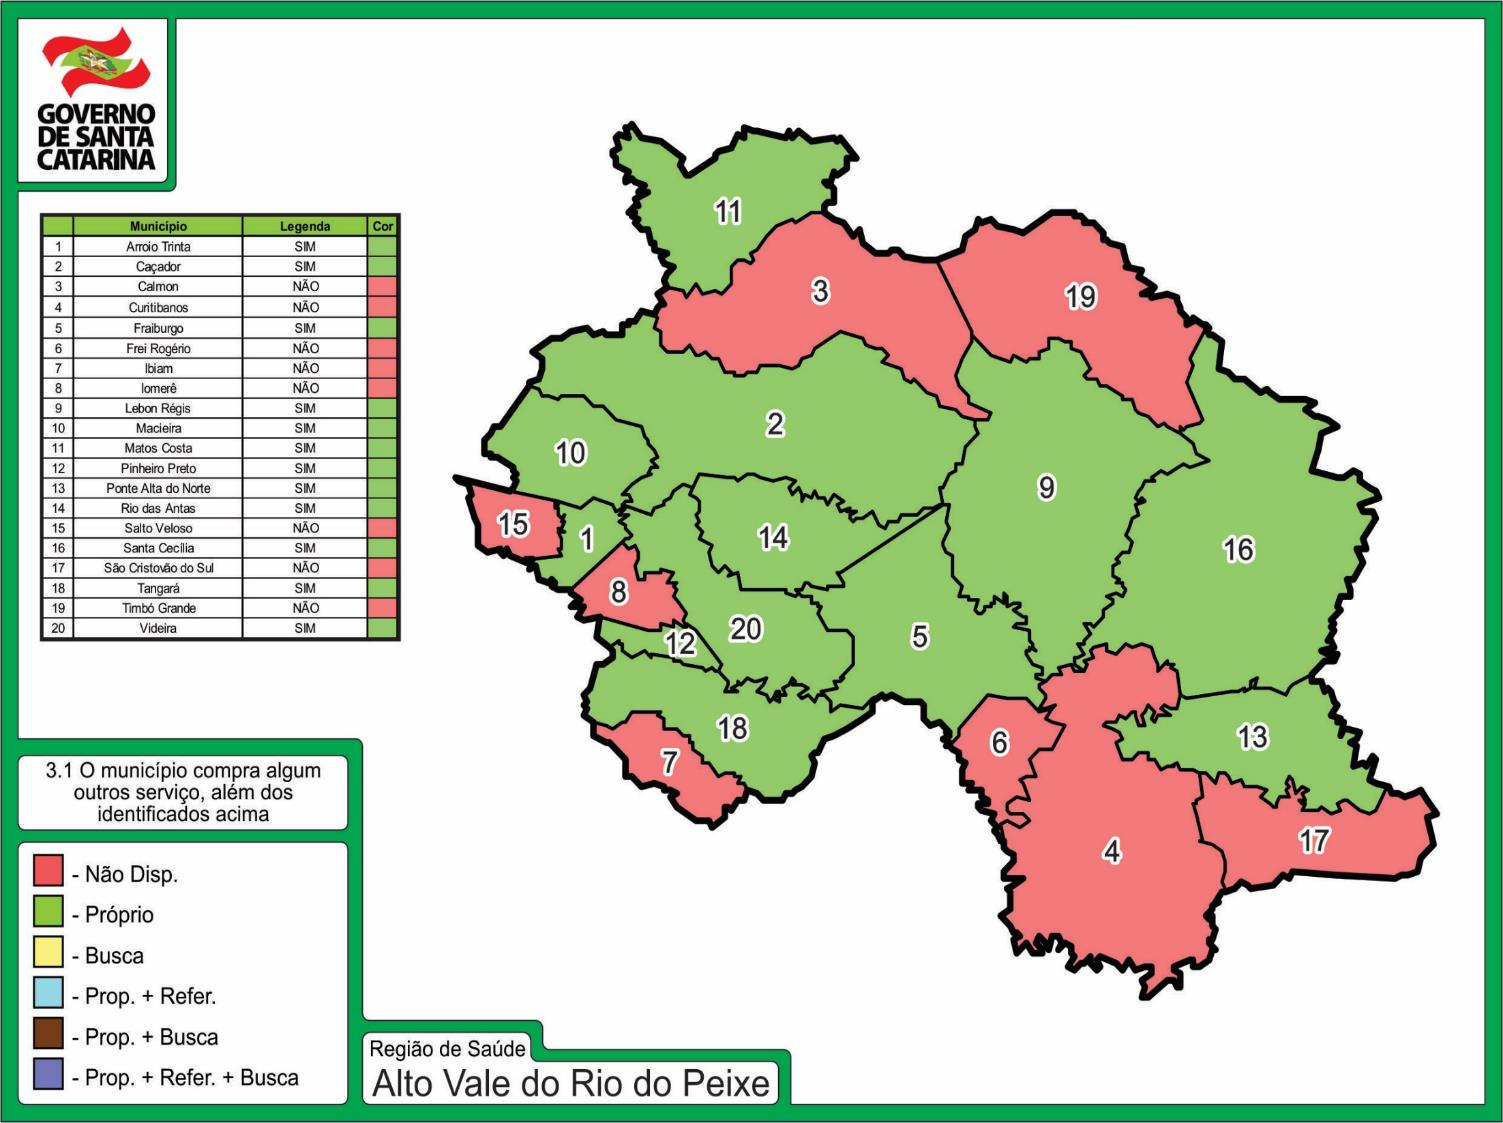 GOVERNO
DE SANTA
CATARINA
Município Legenda Cor
1 Arroio Trinta SIM
2 Caçador SIM
3 Calmon NÃO
4 Curitibanos NÃO
5 Fraiburgo SIM
6 Frei Rogério NÃO
7 Ibiam NÃO
8 Iomerê NÃO
9 Lebon Régis SIM
10 Macieira SIM
11 Matos Costa SIM
12 Pinheiro Preto SIM
13 Ponte Alta do Norte SIM
14 Rio das Antas SIM
15 Salto Veloso NÃO
16 Santa Cecília SIM
17 São Cristovão do Sul NÃO
18 Tangará SIM
19 Timbó Grande NÃO
20 Videira SIM
11
3
19
2
10
9
15
1
14
16
8
20
12
5
18
6
13
7
4
17
3.1 O município compra algum
outros serviço, além dos
identificados acima
- Não Disp.
- Próprio
- Busca
- Prop. + Refer.
- Prop. + Busca
- Prop. + Refer. + Busca
Região de Saúde
Alto Vale do Rio do Peixe